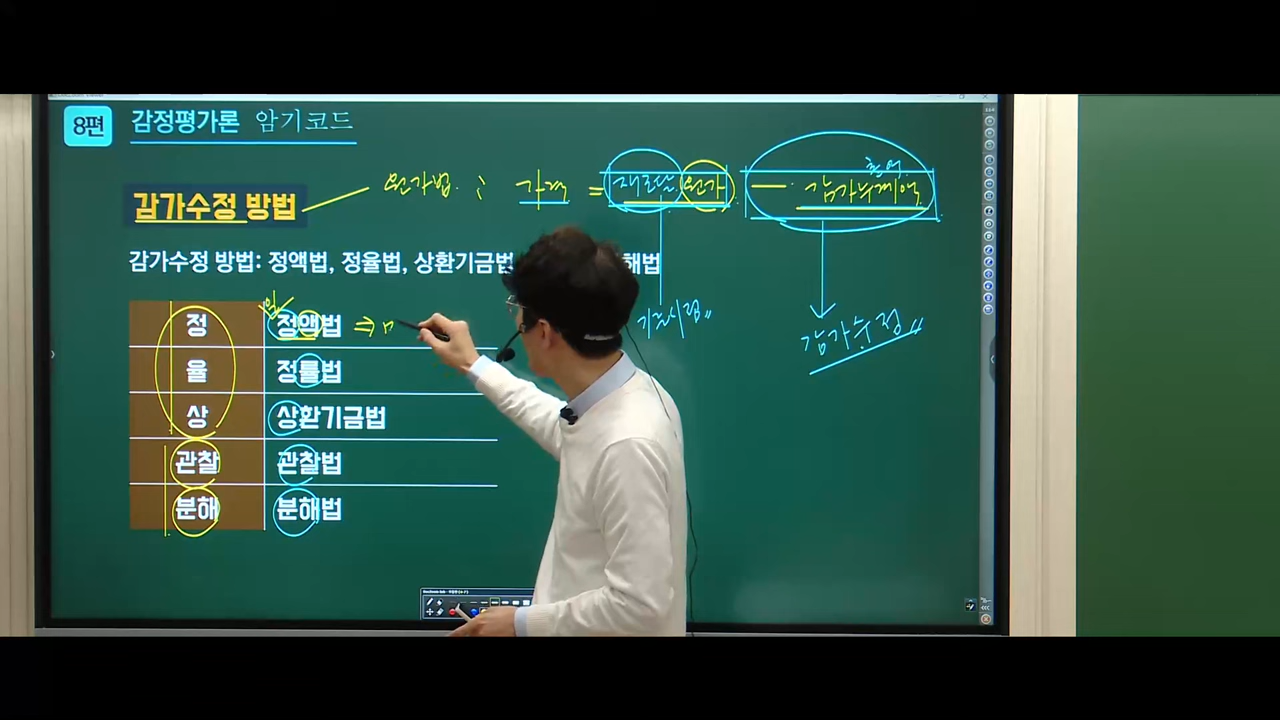 8편 감정평가론 암기코드
감가수정 방법
원가법 : 가격 = 재조달 원가 - 감가누계액
감가수정 방법: 정액법, 정율법, 상환기금법
해법
정 정액법 ⇒
율 정률법
상 상환기금법
관찰 관찰법
분해 분해법
기준시점
감가수정